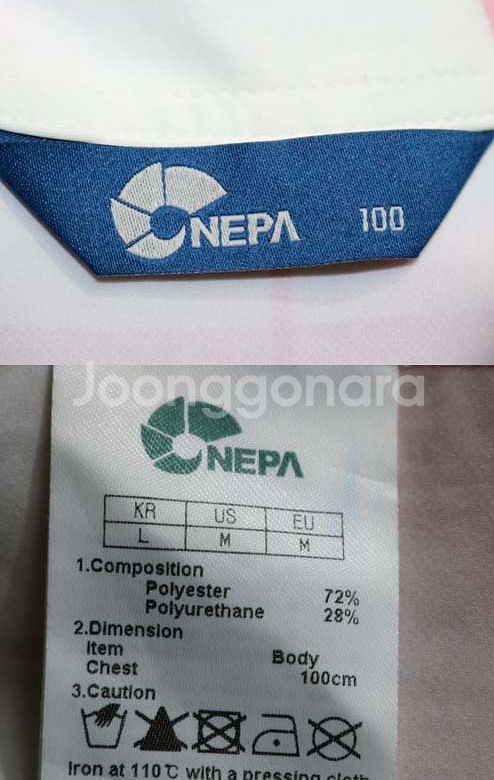 NEPA 100
Joonggonara
NEPA
KR US EU
L M M
1.Composition
Polyester 72%
Polyurethane 28%
2.Dimension
Item Body
Chest 100cm
3.Caution
Iron at 110℃ with a pressing cloth